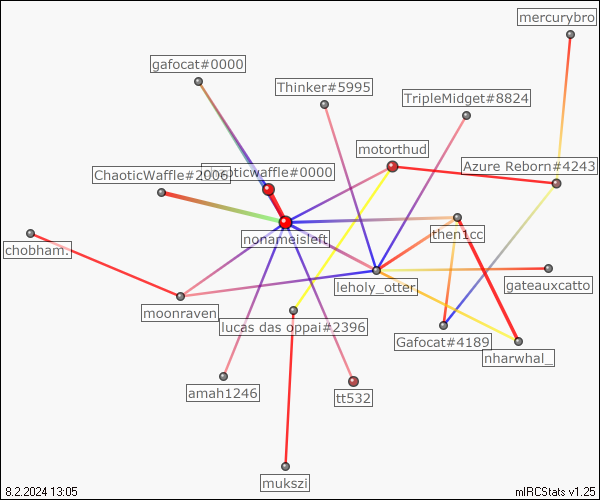 mercurybro
gafocat#0000
Thinker#5995
TripleMidget#8824
motorthud
Azure Reborn#4243
ChaoticWaffle#2006
chaoticwaffle#0000
nonameisleft
then1cc
chobham.
leholy_otter
gateauxcatto
moonraven
lucas das oppai#2396
Gafocat#4189
nharwhal_
amah1246
tt532
mukszi
8.2.2024 13:05
mIRCStats v1.25